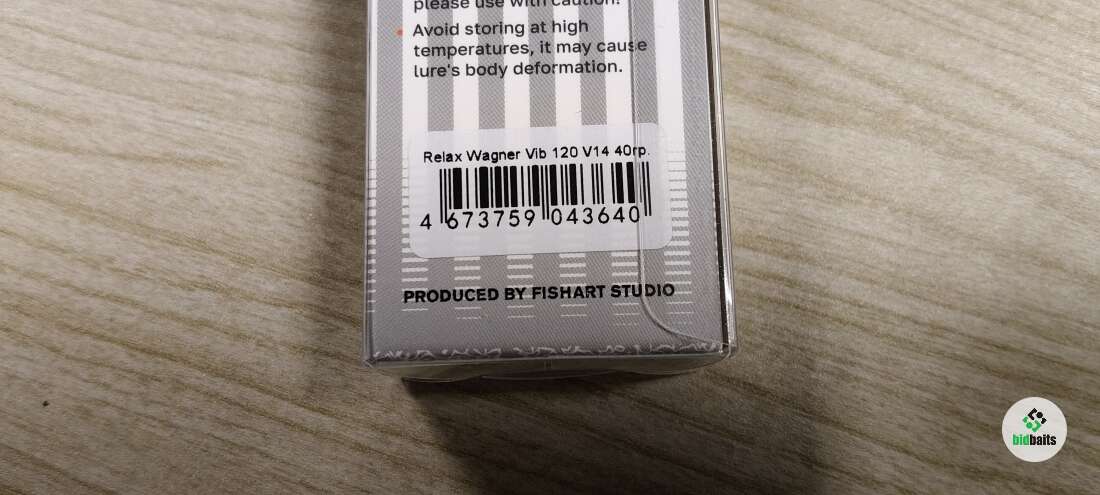 please use with caution!
Avoid storing at high
temperatures, it may cause
lure's body deformation.
Relax Wagner Vib 120 V14 40гр.
4 673759 043640
PRODUCED BY FISHART STUDIO
bidbaits